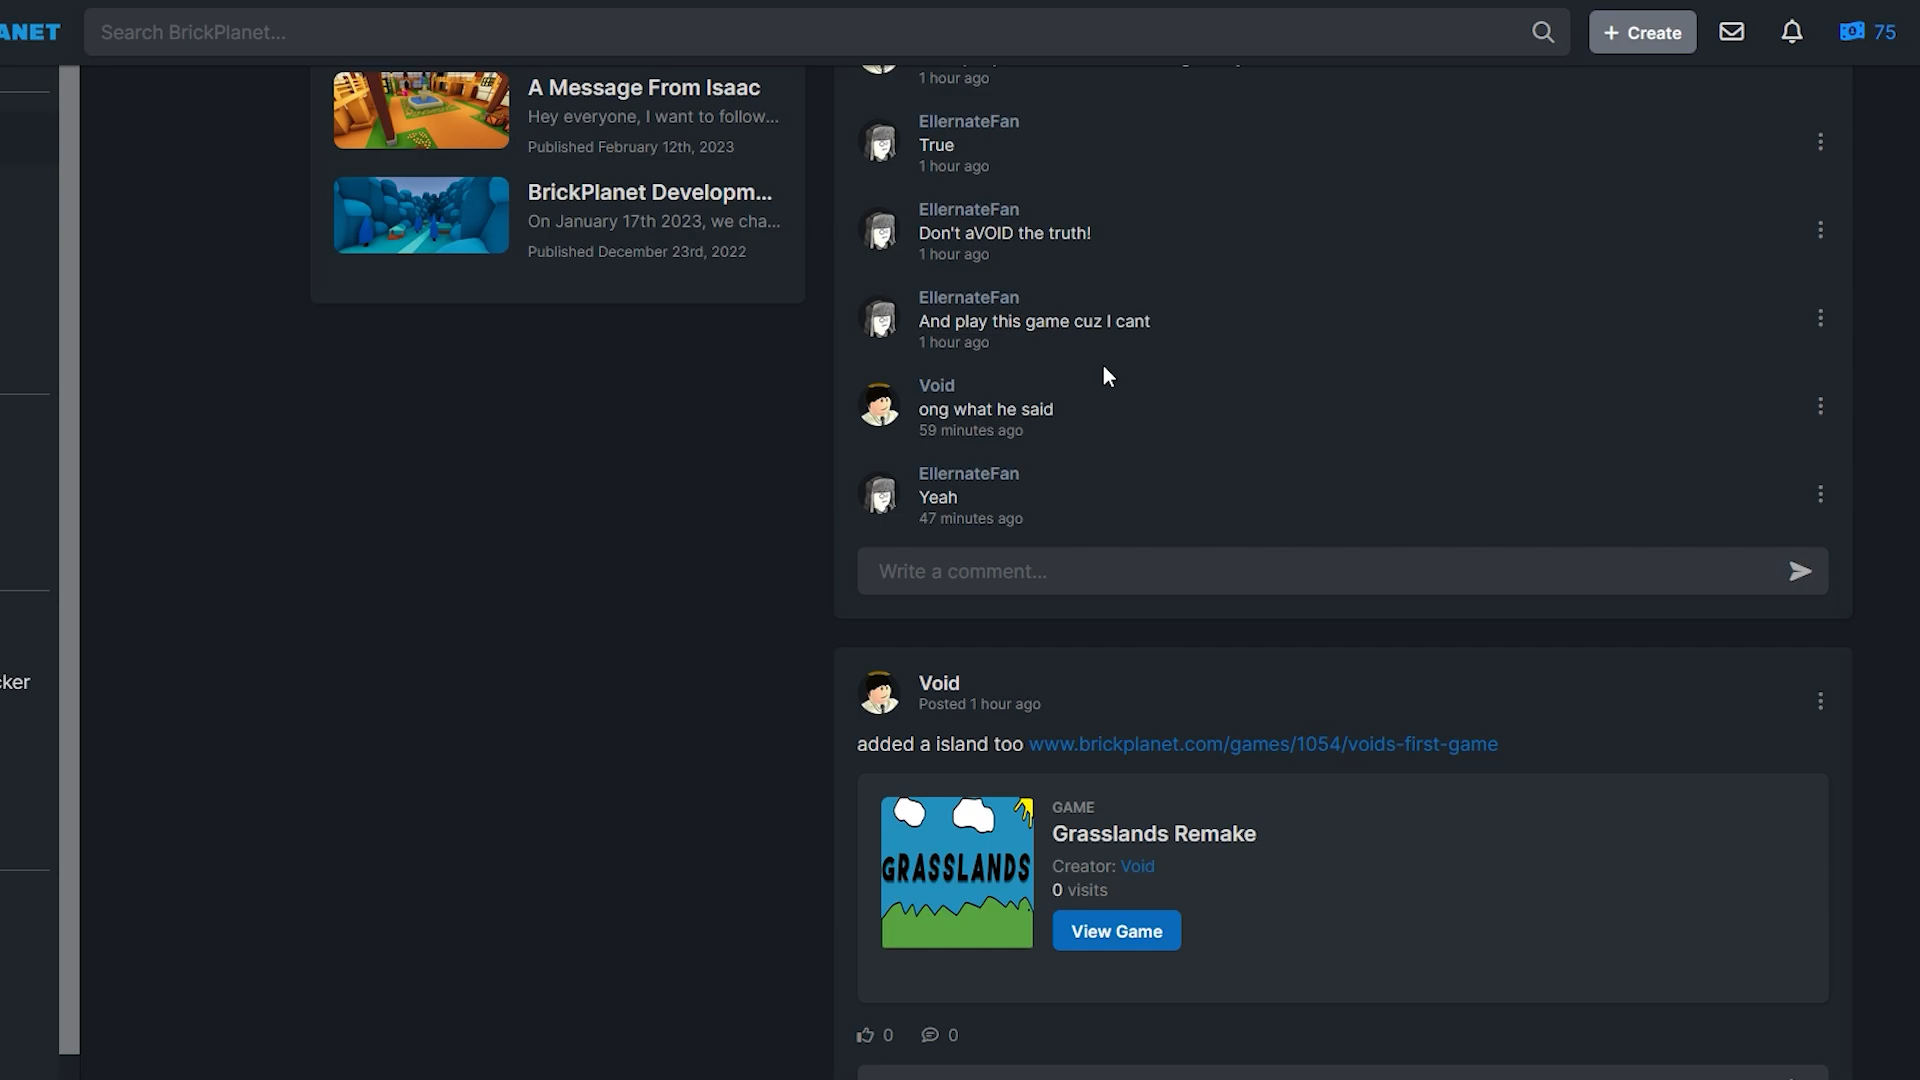 ANET
Search BrickPlanet...
+ Create
75
A Message From Isaac
Hey everyone, I want to follow...
Published February 12th, 2023
BrickPlanet Developm...
On January 17th 2023, we cha...
Published December 23rd, 2022
cker
1 hour ago
EllernateFan
True
1 hour ago
EllernateFan
Don't aVOID the truth!
1 hour ago
EllernateFan
And play this game cuz I cant
1 hour ago
Void
ong what he said
59 minutes ago
EllernateFan
Yeah
47 minutes ago
Write a comment...
Void
Posted 1 hour ago
added a island too www.brickplanet.com/games/1054/voids-first-game
GRASSLANDS
GAME
Grasslands Remake
Creator: Void
0 visits
View Game
0 0